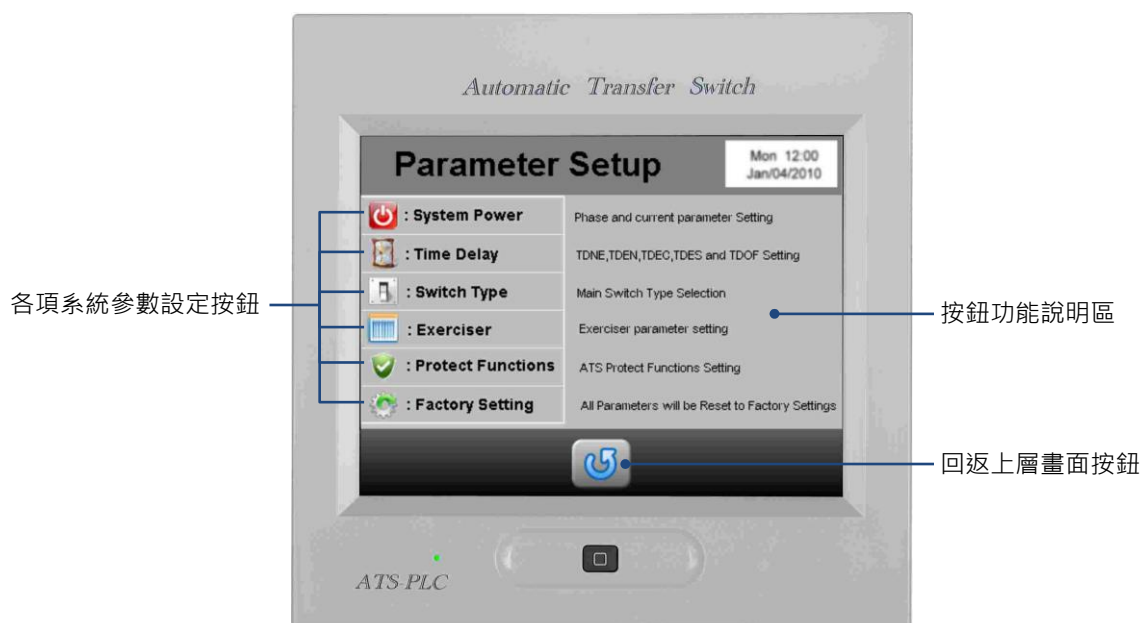 Automatic Transfer Switch
Parameter Setup
Mon 12:00
Jan/04/2010
: System Power
Phase and current parameter Setting
: Time Delay
TDNE,TDEN,TDEC,TDES and TDOF Setting
: Switch Type
Main Switch Type Selection
: Exerciser
Exerciser parameter setting
: Protect Functions
ATS Protect Functions Setting
: Factory Setting
All Parameters will be Reset to Factory Settings
各項系統參數設定按鈕
按鈕功能說明區
回返上層畫面按鈕
ATS-PLC